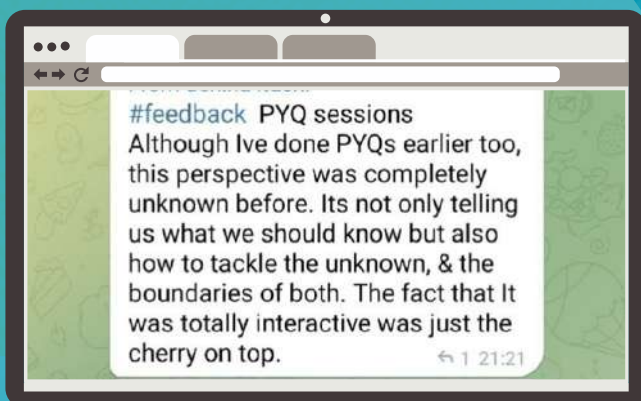 #feedback PYQ sessions
Although Ive done PYQs earlier too,
this perspective was completely
unknown before. Its not only telling
us what we should know but also
how to tackle the unknown, & the
boundaries of both. The fact that It
was totally interactive was just the
cherry on top.
1 21:21